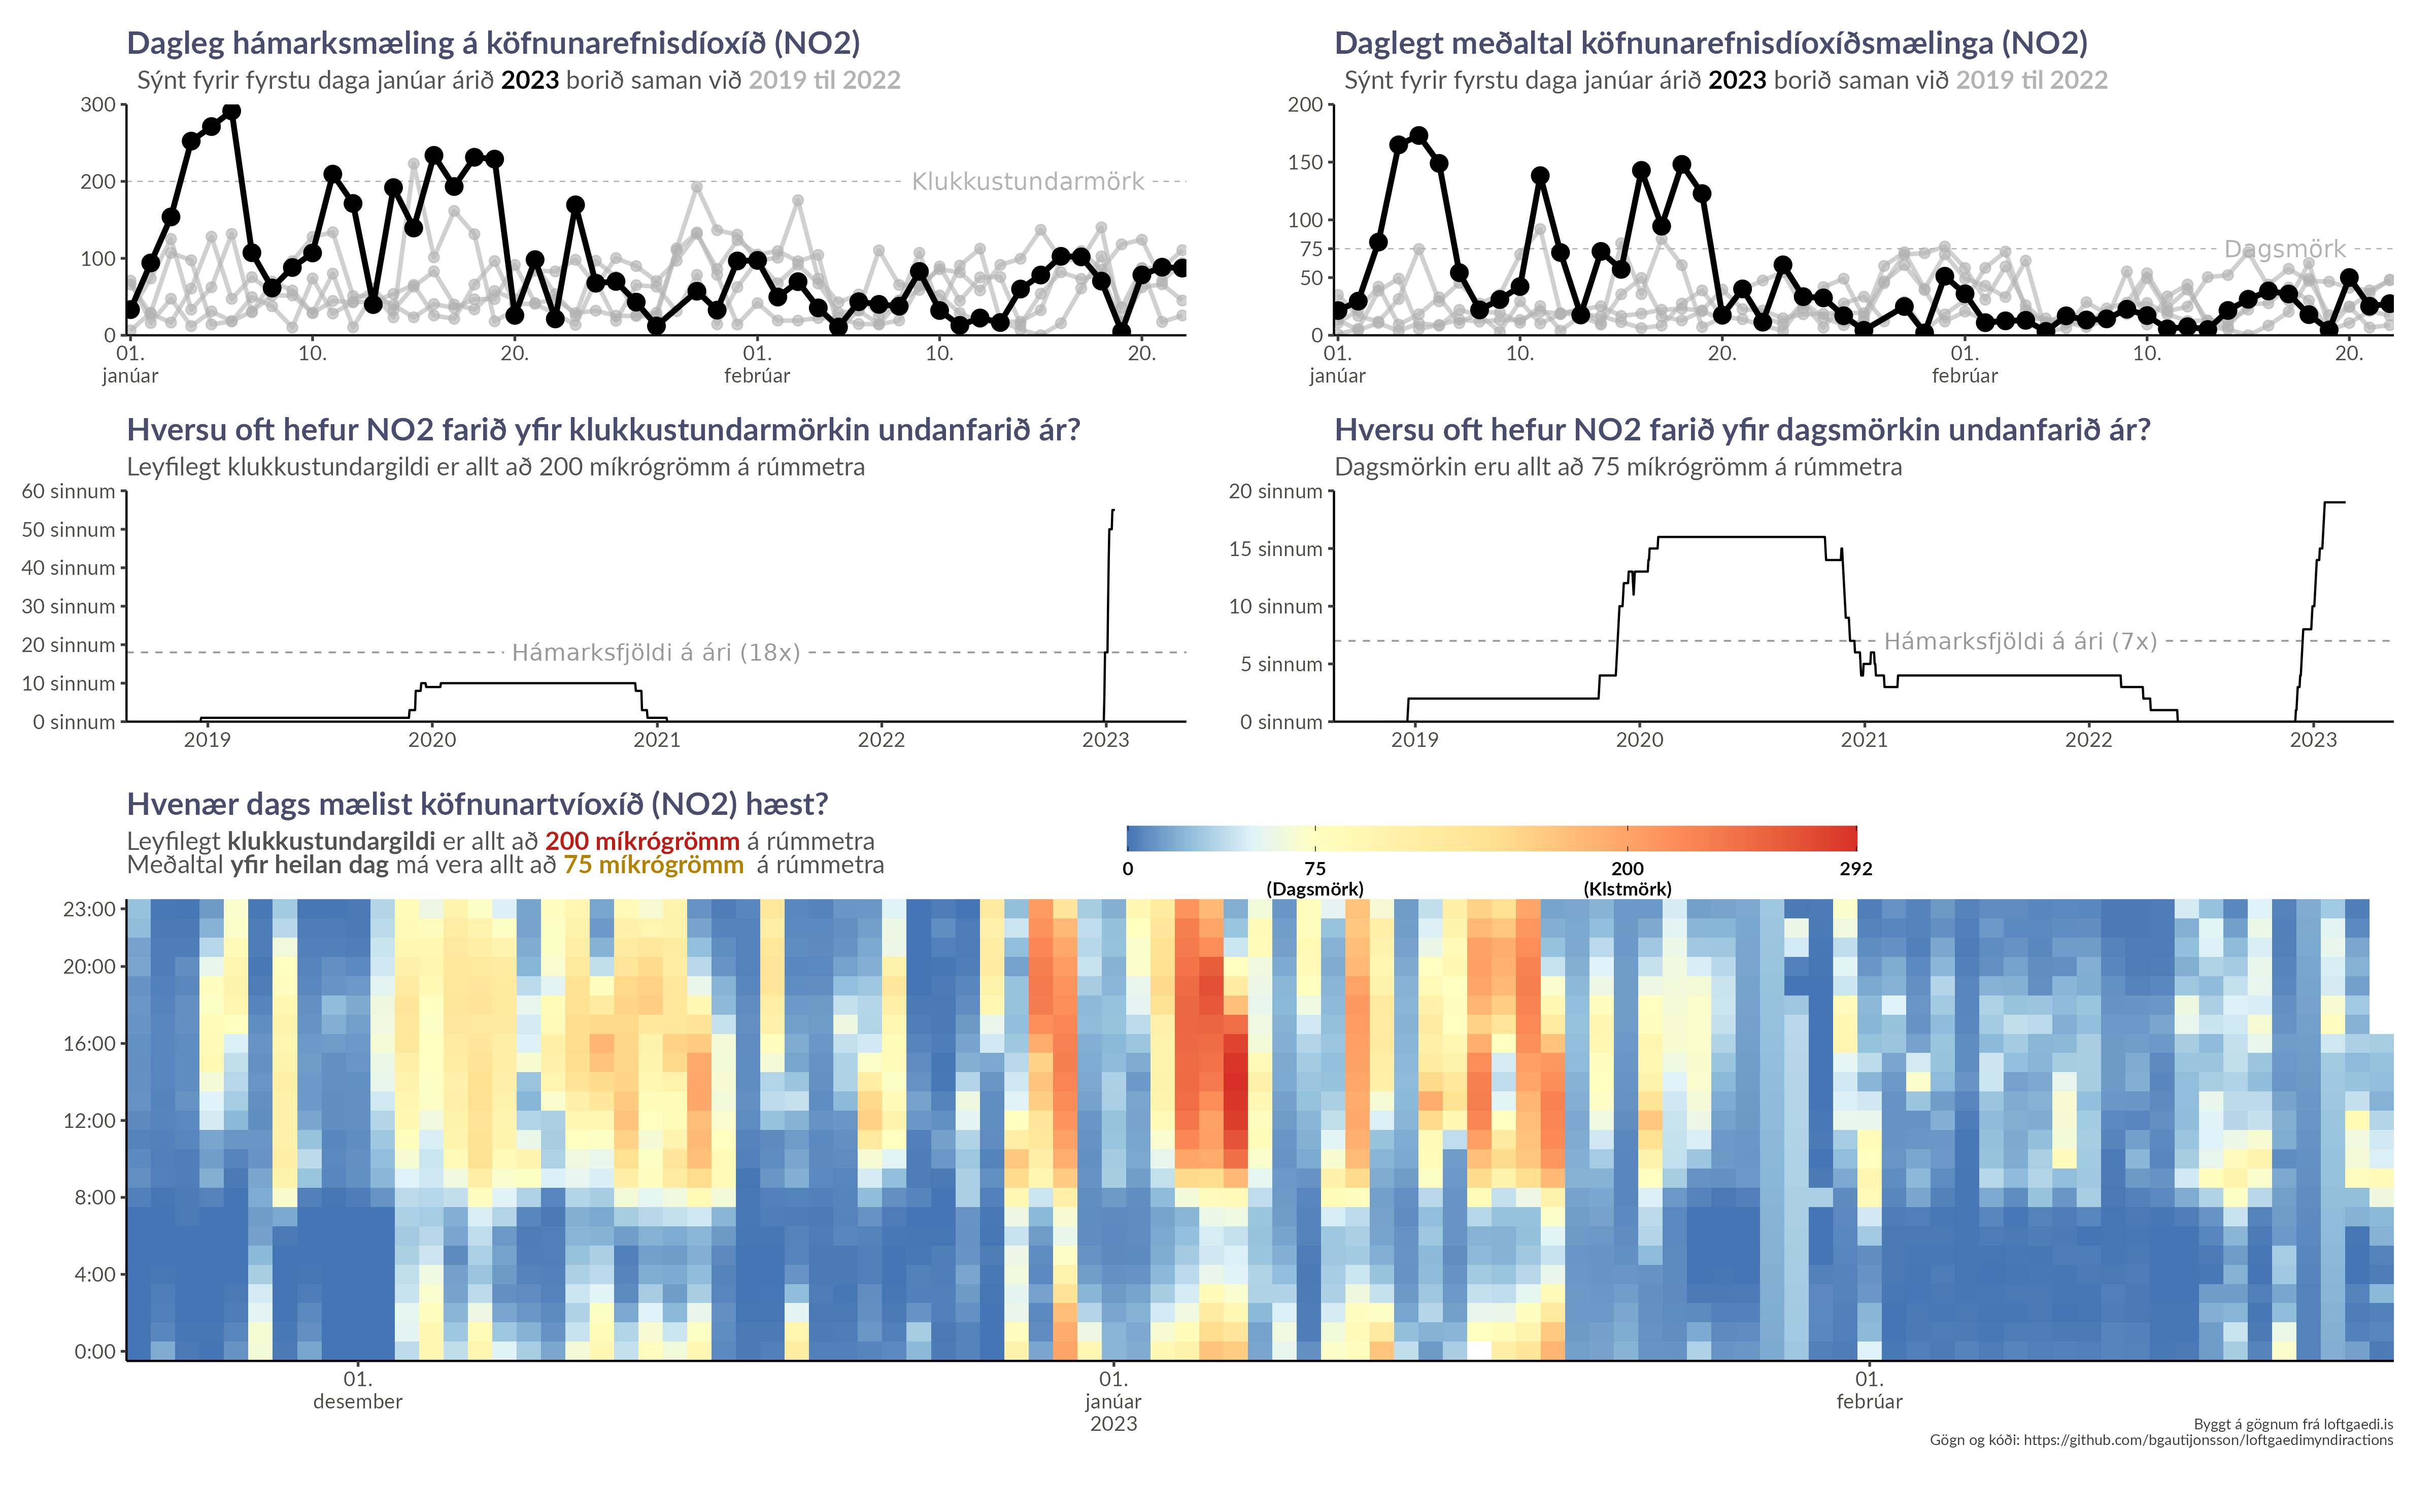 Dagleg hámarksmæling á köfnunarefnisdíoxíð (NO2)
Sýnt fyrir fyrstu daga janúar árið 2023 borið saman við 2019 til 2022
300
200
100
0
Klukkustundarmörk
01. 10. 20. 01. 10. 20.
janúar febrúar
Daglegt meðaltal köfnunarefnisdíoxíðsmælinga (NO2)
Sýnt fyrir fyrstu daga janúar árið 2023 borið saman við 2019 til 2022
200
150
100
75
50
0
Dagsmörk
01. 10. 20. 01. 10. 20.
janúar febrúar
Hversu oft hefur NO2 farið yfir klukkustundarmörkin undanfarið ár?
Leyfilegt klukkustundargildi er allt að 200 míkrógrömm á rúmmetra
60 sinnum
50 sinnum
40 sinnum
30 sinnum
20 sinnum
10 sinnum
0 sinnum
Hámarksfjöldi á ári (18x)
2019 2020 2021 2022 2023
Hversu oft hefur NO2 farið yfir dagsmörkin undanfarið ár?
Dagsmörkin eru allt að 75 míkrógrömm á rúmmetra
20 sinnum
15 sinnum
10 sinnum
5 sinnum
0 sinnum
Hámarksfjöldi á ári (7x)
2019 2020 2021 2022 2023
Hvenær dags mælist köfnunartvíoxíð (NO2) hæst?
Leyfilegt klukkustundargildi er allt að 200 míkrógrömm á rúmmetra
Meðaltal yfir heilan dag má vera allt að 75 míkrógrömm á rúmmetra
0 75 200 292
(Dagsmörk) (Klstmörk)
23:00
20:00
16:00
12:00
8:00
4:00
0:00
01. 01. 01.
desember janúar febrúar
2023
Byggt á gögnum frá loftgaedi.is
Gögn og kóði: https://github.com/bgautijonsson/loftgaedimyndiractions